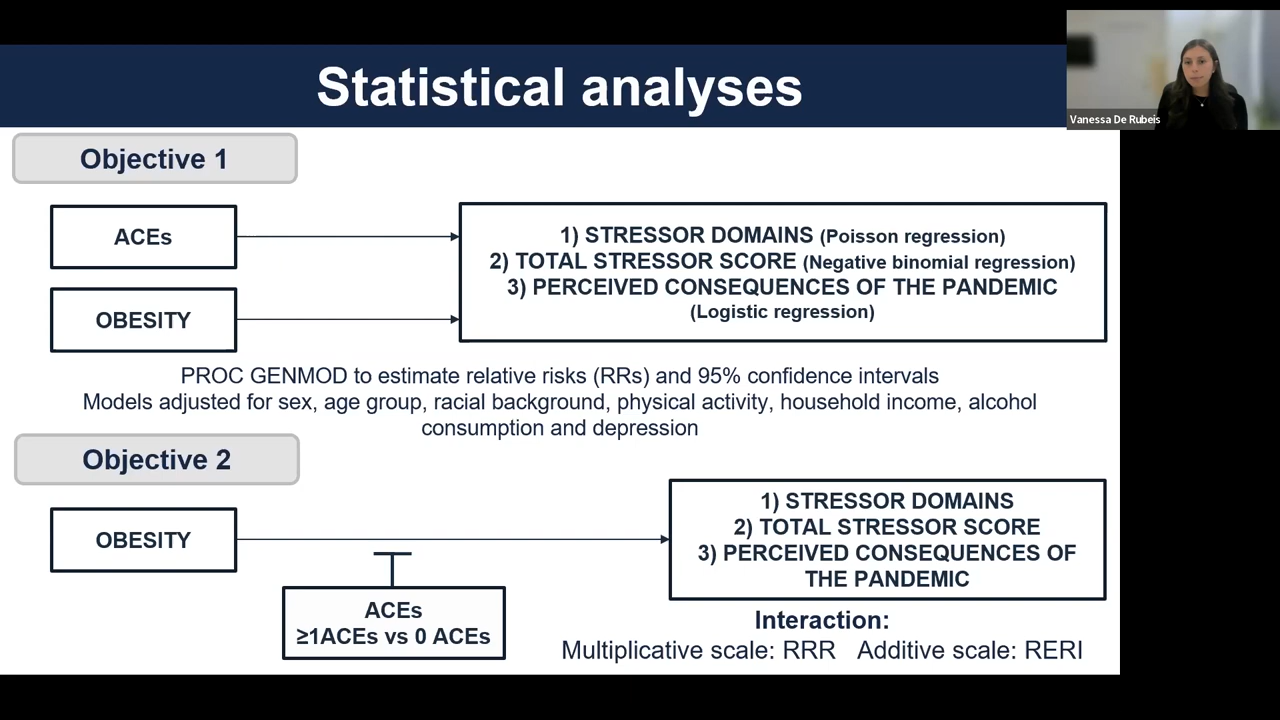 Statistical analyses
Vanessa De Rubeis
Objective 1
ACEs
OBESITY
1) STRESSOR DOMAINS (Poisson regression)
2) TOTAL STRESSOR SCORE (Negative binomial regression)
3) PERCEIVED CONSEQUENCES OF THE PANDEMIC
(Logistic regression)
PROC GENMOD to estimate relative risks (RRs) and 95% confidence intervals
Models adjusted for sex, age group, racial background, physical activity, household income, alcohol
consumption and depression
Objective 2
OBESITY
ACEs
≥1ACEs vs 0 ACEs
1) STRESSOR DOMAINS
2) TOTAL STRESSOR SCORE
3) PERCEIVED CONSEQUENCES OF
THE PANDEMIC
Interaction:
Multiplicative scale: RRR Additive scale: RERI